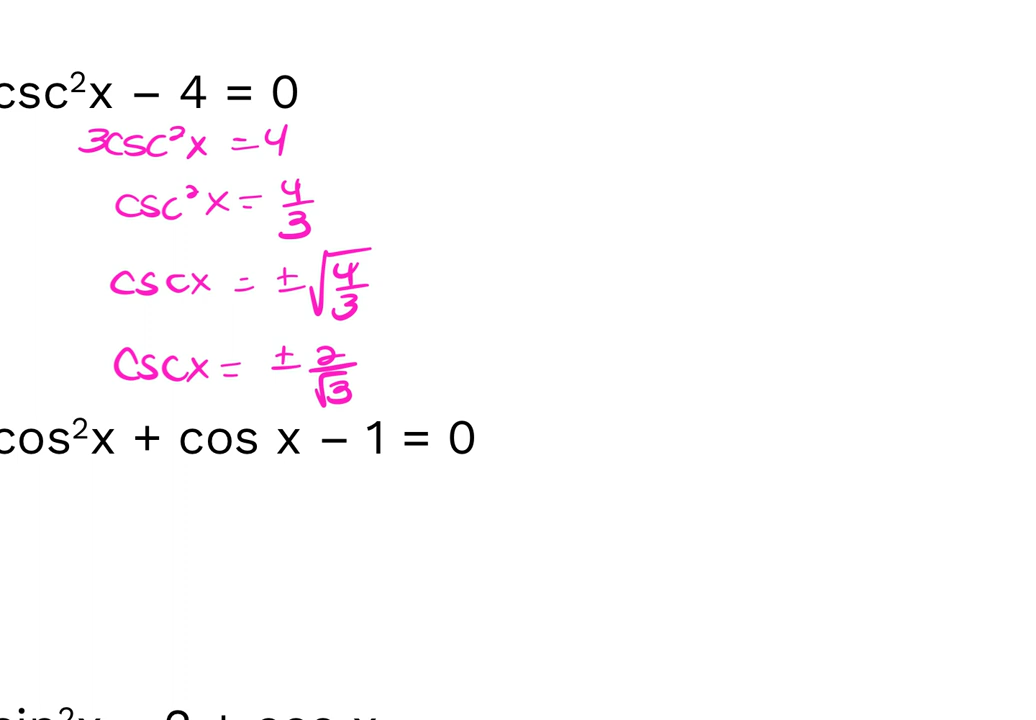 csc²x – 4 = 0
3csc²x = 4
csc²x = 4/3
cscx = ±√(4/3)
cscx = ± 2/√3
cos²x + cos x – 1 = 0